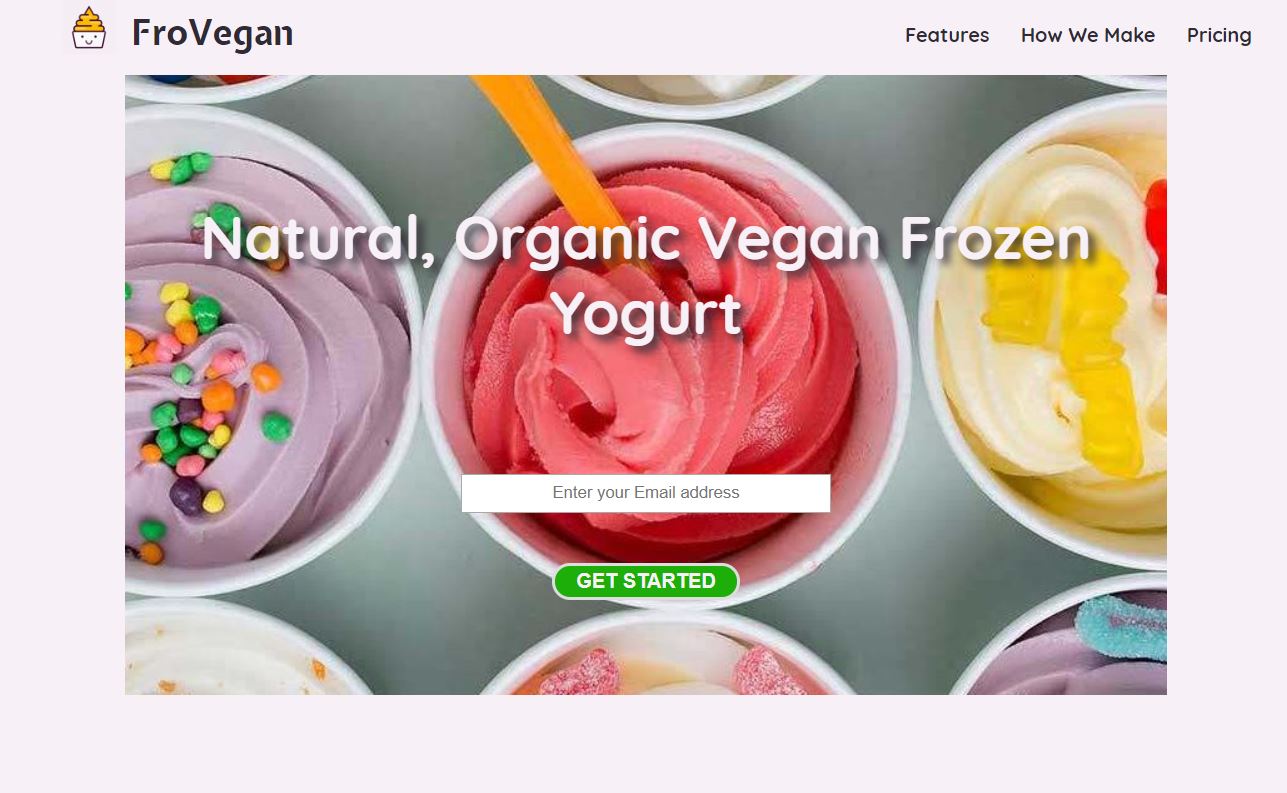 FroVegan
Features
How We Make
Pricing
Natural, Organic Vegan Frozen
Yogurt
Enter your Email address
GET STARTED